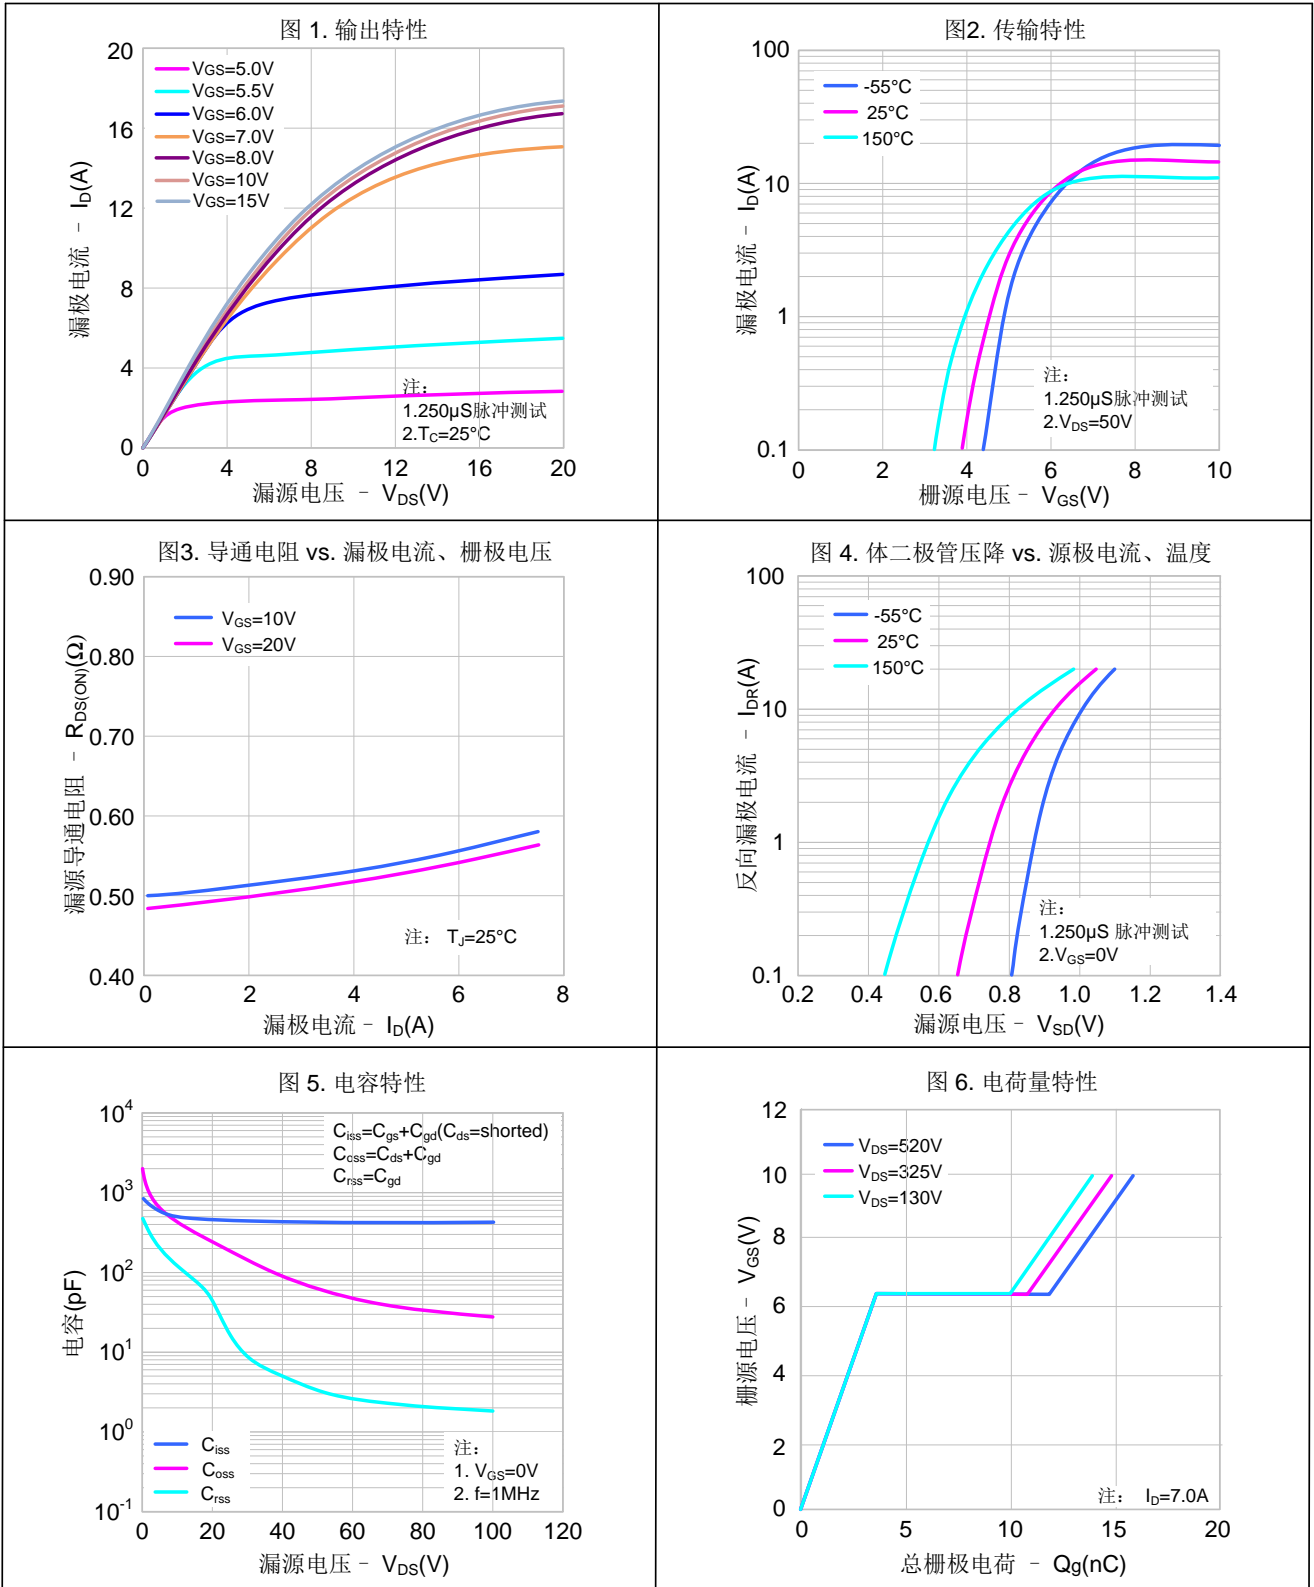 图 1. 输出特性
漏极电流 - ID(A)
20
16
12
8
4
0
VGS=5.0V
VGS=5.5V
VGS=6.0V
VGS=7.0V
VGS=8.0V
VGS=10V
VGS=15V
注：
1.250μS脉冲测试
2.TC=25°C
0 4 8 12 16 20
漏源电压 - VDS(V)
图2. 传输特性
漏极电流 - ID(A)
100
10
1
0.1
-55°C
25°C
150°C
注：
1.250μS脉冲测试
2.VDS=50V
0 2 4 6 8 10
栅源电压 - VGS(V)
图3. 导通电阻 vs. 漏极电流、栅极电压
漏源导通电阻 - RDS(ON)(Ω)
0.90
0.80
0.70
0.60
0.50
0.40
VGS=10V
VGS=20V
注： TJ=25°C
0 2 4 6 8
漏极电流 - ID(A)
图 4. 体二极管压降 vs. 源极电流、温度
反向漏极电流 - IDR(A)
100
10
1
0.1
-55°C
25°C
150°C
注：
1.250μS 脉冲测试
2.VGS=0V
0.2 0.4 0.6 0.8 1.0 1.2 1.4
漏源电压 - VSD(V)
图 5. 电容特性
电容(pF)
10^4
10^3
10^2
10^1
10^0
10^-1
Ciss=Cgs+Cgd(Cds=shorted)
Coss=Cds+Cgd
Crss=Cgd
Ciss
Coss
Crss
注：
1. VGS=0V
2. f=1MHz
0 20 40 60 80 100 120
漏源电压 - VDS(V)
图 6. 电荷量特性
栅源电压 - VGS(V)
12
10
8
6
4
2
0
VDS=520V
VDS=325V
VDS=130V
注： ID=7.0A
0 5 10 15 20
总栅极电荷 - Qg(nC)